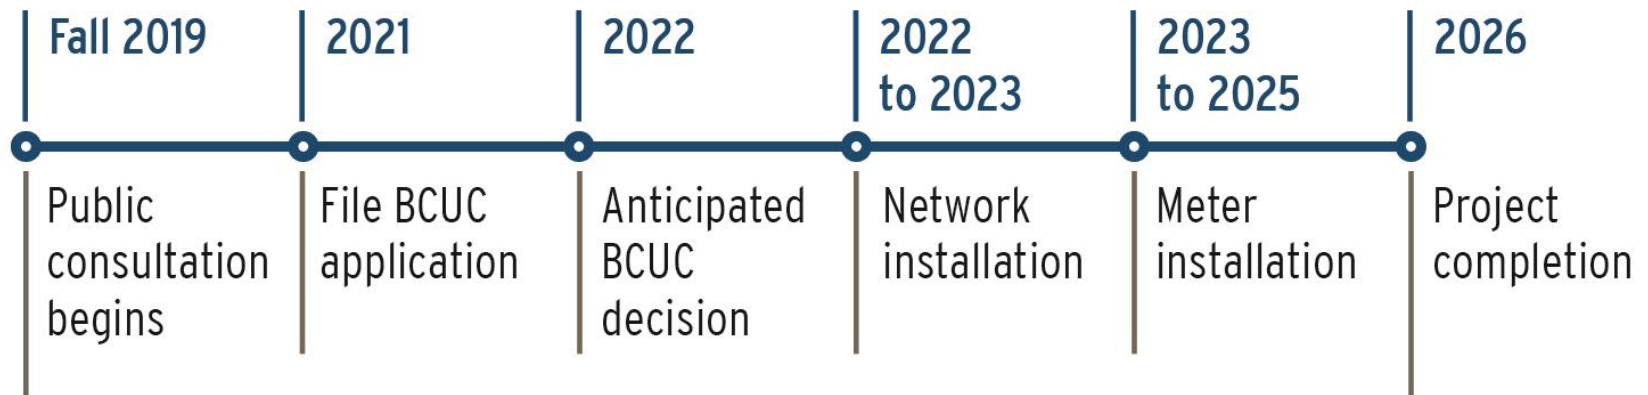 Fall 2019
Public
consultation
begins
2021
File BCUC
application
2022
Anticipated
BCUC
decision
2022
to 2023
Network
installation
2023
to 2025
Meter
installation
2026
Project
completion